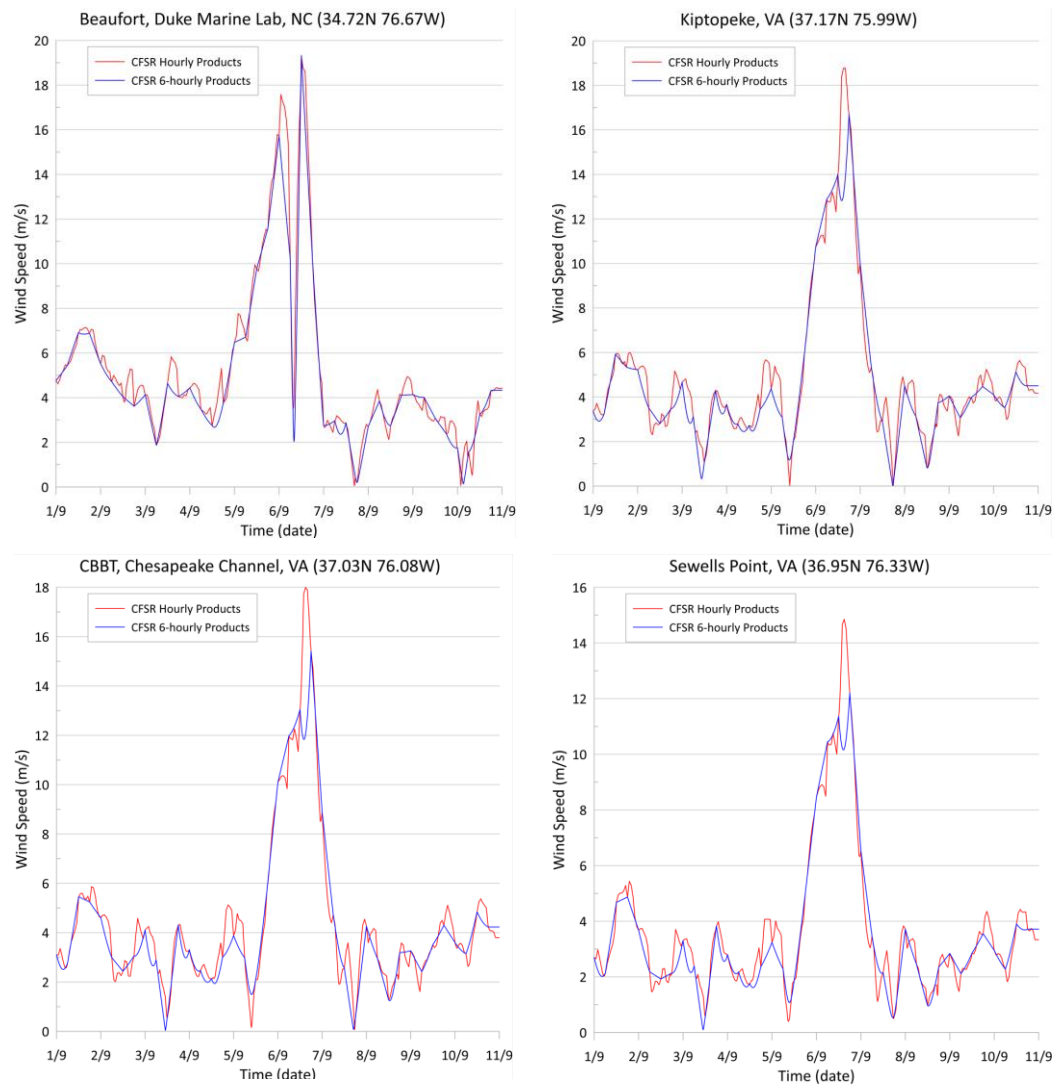 Beaufort, Duke Marine Lab, NC (34.72N 76.67W)
CFSR Hourly Products
CFSR 6-hourly Products
Wind Speed (m/s)
20
18
16
14
12
10
8
6
4
2
0
1/9 2/9 3/9 4/9 5/9 6/9 7/9 8/9 9/9 10/9 11/9
Time (date)
Kiptopeke, VA (37.17N 75.99W)
CFSR Hourly Products
CFSR 6-hourly Products
Wind Speed (m/s)
20
18
16
14
12
10
8
6
4
2
0
1/9 2/9 3/9 4/9 5/9 6/9 7/9 8/9 9/9 10/9 11/9
Time (date)
CBBT, Chesapeake Channel, VA (37.03N 76.08W)
CFSR Hourly Products
CFSR 6-hourly Products
Wind Speed (m/s)
18
16
14
12
10
8
6
4
2
0
1/9 2/9 3/9 4/9 5/9 6/9 7/9 8/9 9/9 10/9 11/9
Time (date)
Sewells Point, VA (36.95N 76.33W)
CFSR Hourly Products
CFSR 6-hourly Products
Wind Speed (m/s)
16
14
12
10
8
6
4
2
0
1/9 2/9 3/9 4/9 5/9 6/9 7/9 8/9 9/9 10/9 11/9
Time (date)